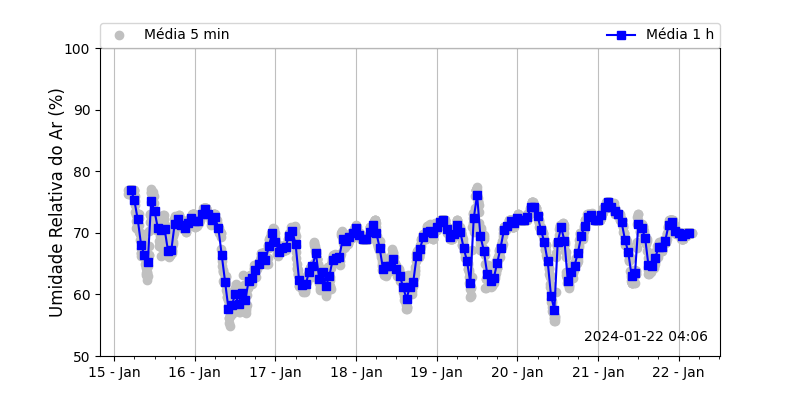 Média 5 min
Média 1 h
Umidade Relativa do Ar (%)
100
90
80
70
60
50
2024-01-22 04:06
15 - Jan
16 - Jan
17 - Jan
18 - Jan
19 - Jan
20 - Jan
21 - Jan
22 - Jan